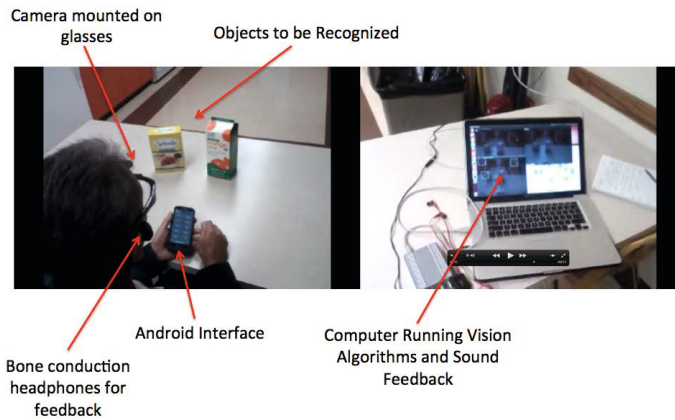 Camera mounted on
glasses
Objects to be Recognized
Splenda
Android Interface
Computer Running Vision
Algorithms and Sound
Feedback
Bone conduction
headphones for
feedback